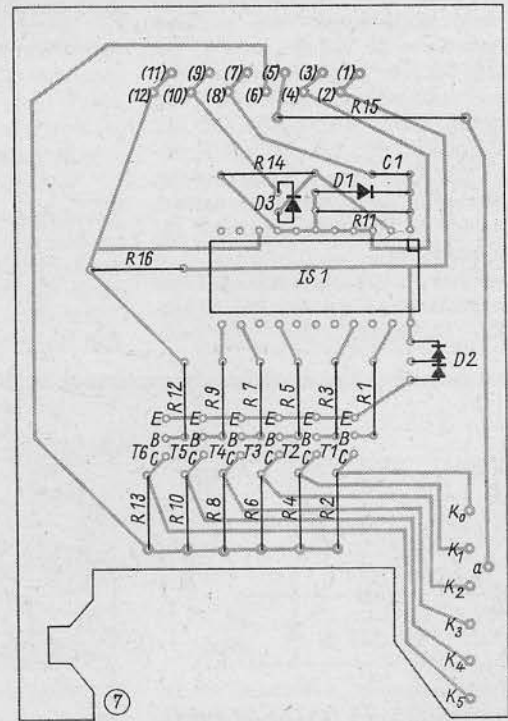 (11) (9) (7) (5) (3) (1)
(12) (10) (8) (6) (4) (2)
R15
R14 C1
D1
D3
R11
R16
IS1
D2
R12 R9 R7 R5 R3 R1
E E E E E E
B B B B B B
T6 C T5 C T4 C T3 C T2 C T1 C
R13 R10 R8 R6 R4 R2
K0
K1
a
K2
K3
K4
K5
7